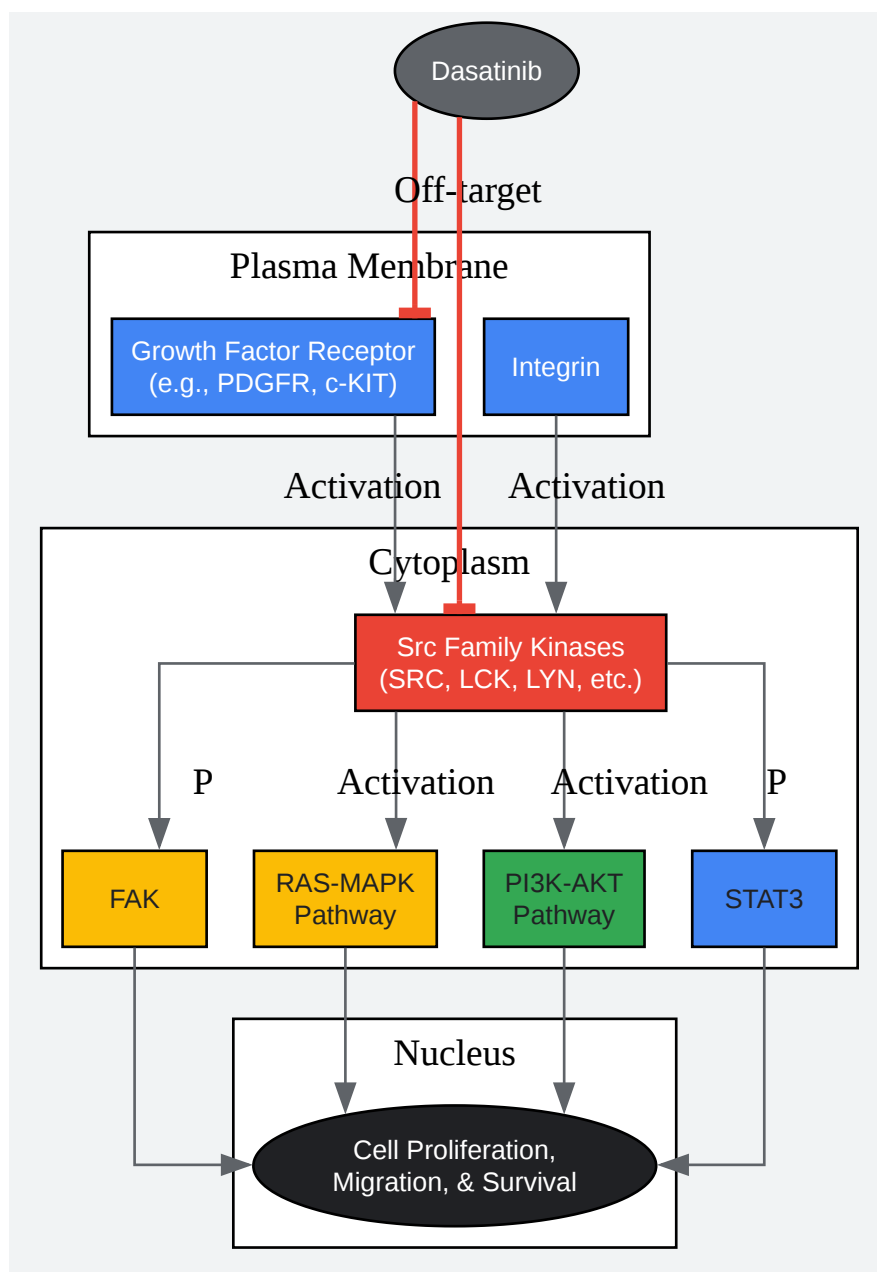 Dasatinib
Off-target
Plasma Membrane
Growth Factor Receptor
(e.g., PDGFR, c-KIT)
Integrin
Activation
Activation
Cytoplasm
Src Family Kinases
(SRC, LCK, LYN, etc.)
P
Activation
Activation
P
FAK
RAS-MAPK
Pathway
PI3K-AKT
Pathway
STAT3
Nucleus
Cell Proliferation,
Migration, & Survival